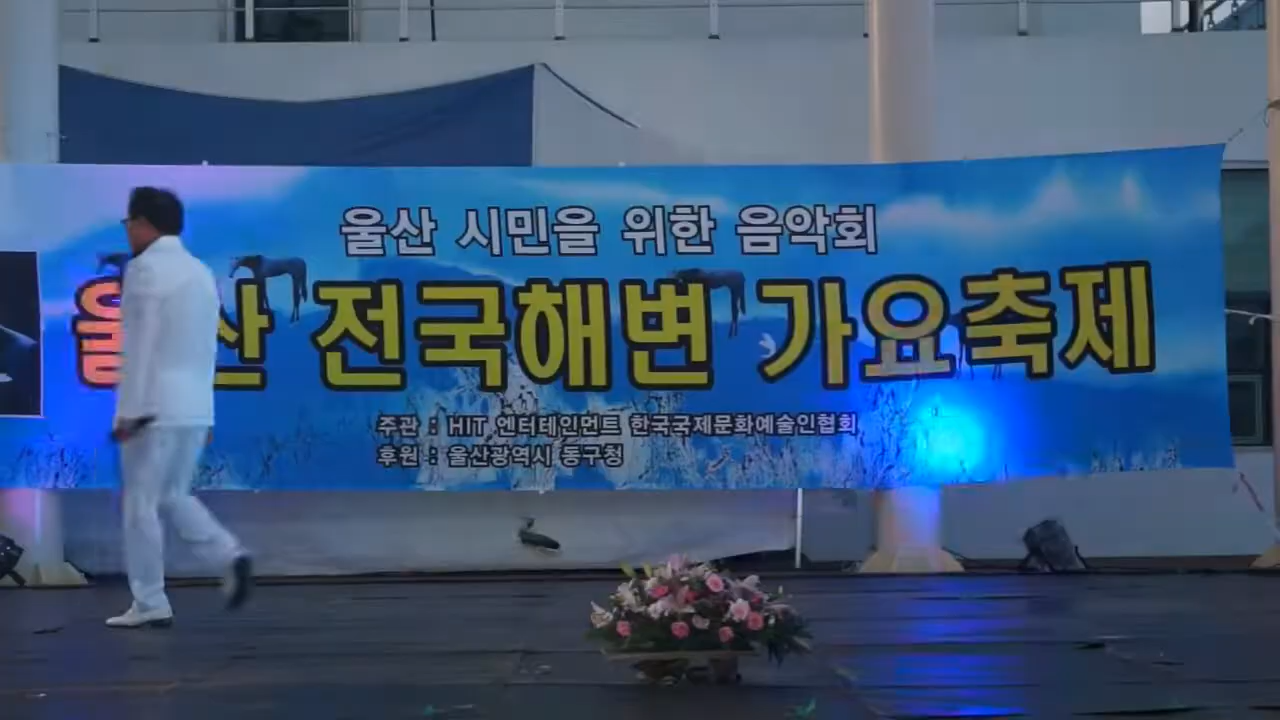 울산 시민을 위한 음악회
울산 전국해변 가요축제
주관 : HIT 엔터테인먼트 한국국제문화예술인협회
후원 : 울산광역시 동구청